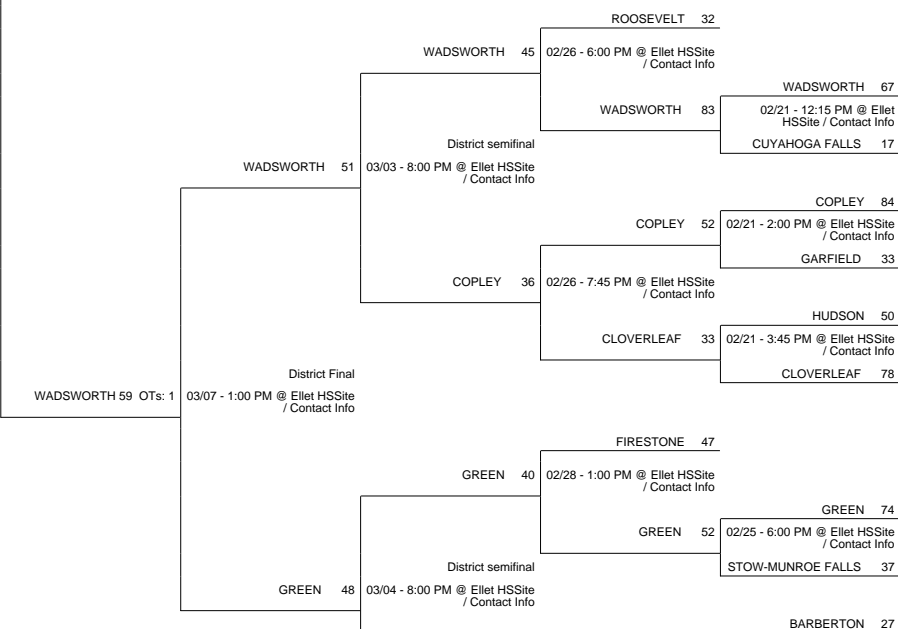 ROOSEVELT 32
WADSWORTH 45
02/26 - 6:00 PM @ Ellet HSSite
/ Contact Info
WADSWORTH 67
WADSWORTH 83
02/21 - 12:15 PM @ Ellet
HSSite / Contact Info
CUYAHOGA FALLS 17
District semifinal
WADSWORTH 51
03/03 - 8:00 PM @ Ellet HSSite
/ Contact Info
COPLEY 84
COPLEY 52
02/21 - 2:00 PM @ Ellet HSSite
/ Contact Info
GARFIELD 33
COPLEY 36
02/26 - 7:45 PM @ Ellet HSSite
/ Contact Info
HUDSON 50
CLOVERLEAF 33
02/21 - 3:45 PM @ Ellet HSSite
/ Contact Info
CLOVERLEAF 78
District Final
WADSWORTH 59 OTs: 1
03/07 - 1:00 PM @ Ellet HSSite
/ Contact Info
FIRESTONE 47
GREEN 40
02/28 - 1:00 PM @ Ellet HSSite
/ Contact Info
GREEN 74
GREEN 52
02/25 - 6:00 PM @ Ellet HSSite
/ Contact Info
STOW-MUNROE FALLS 37
District semifinal
GREEN 48
03/04 - 8:00 PM @ Ellet HSSite
/ Contact Info
BARBERTON 27